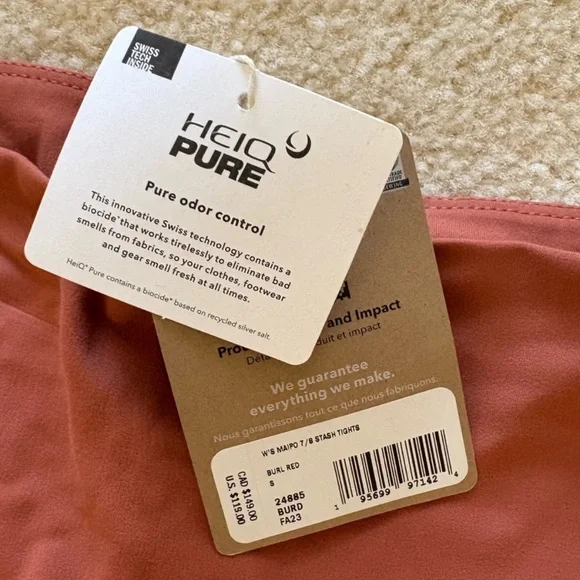 SWISS
TECH
INSIDE
HEIQ
PURE
Pure odor control
This innovative Swiss technology contains a
biocide* that works tirelessly to eliminate bad
smells from fabrics, so your clothes, footwear
and gear smell fresh at all times.
HeiQ® Pure contains a biocide* based on recycled silver salt.
and Impact
duit et impact
We guarantee
everything we make.
Nous garantissons tout ce que nous fabriquons.
W'S MAIPO 7/8 STASH TIGHTS
BURL RED
S
24885
BURD
FA23
CAD $149.00
U.S. $119.00
1 95699 97142 4